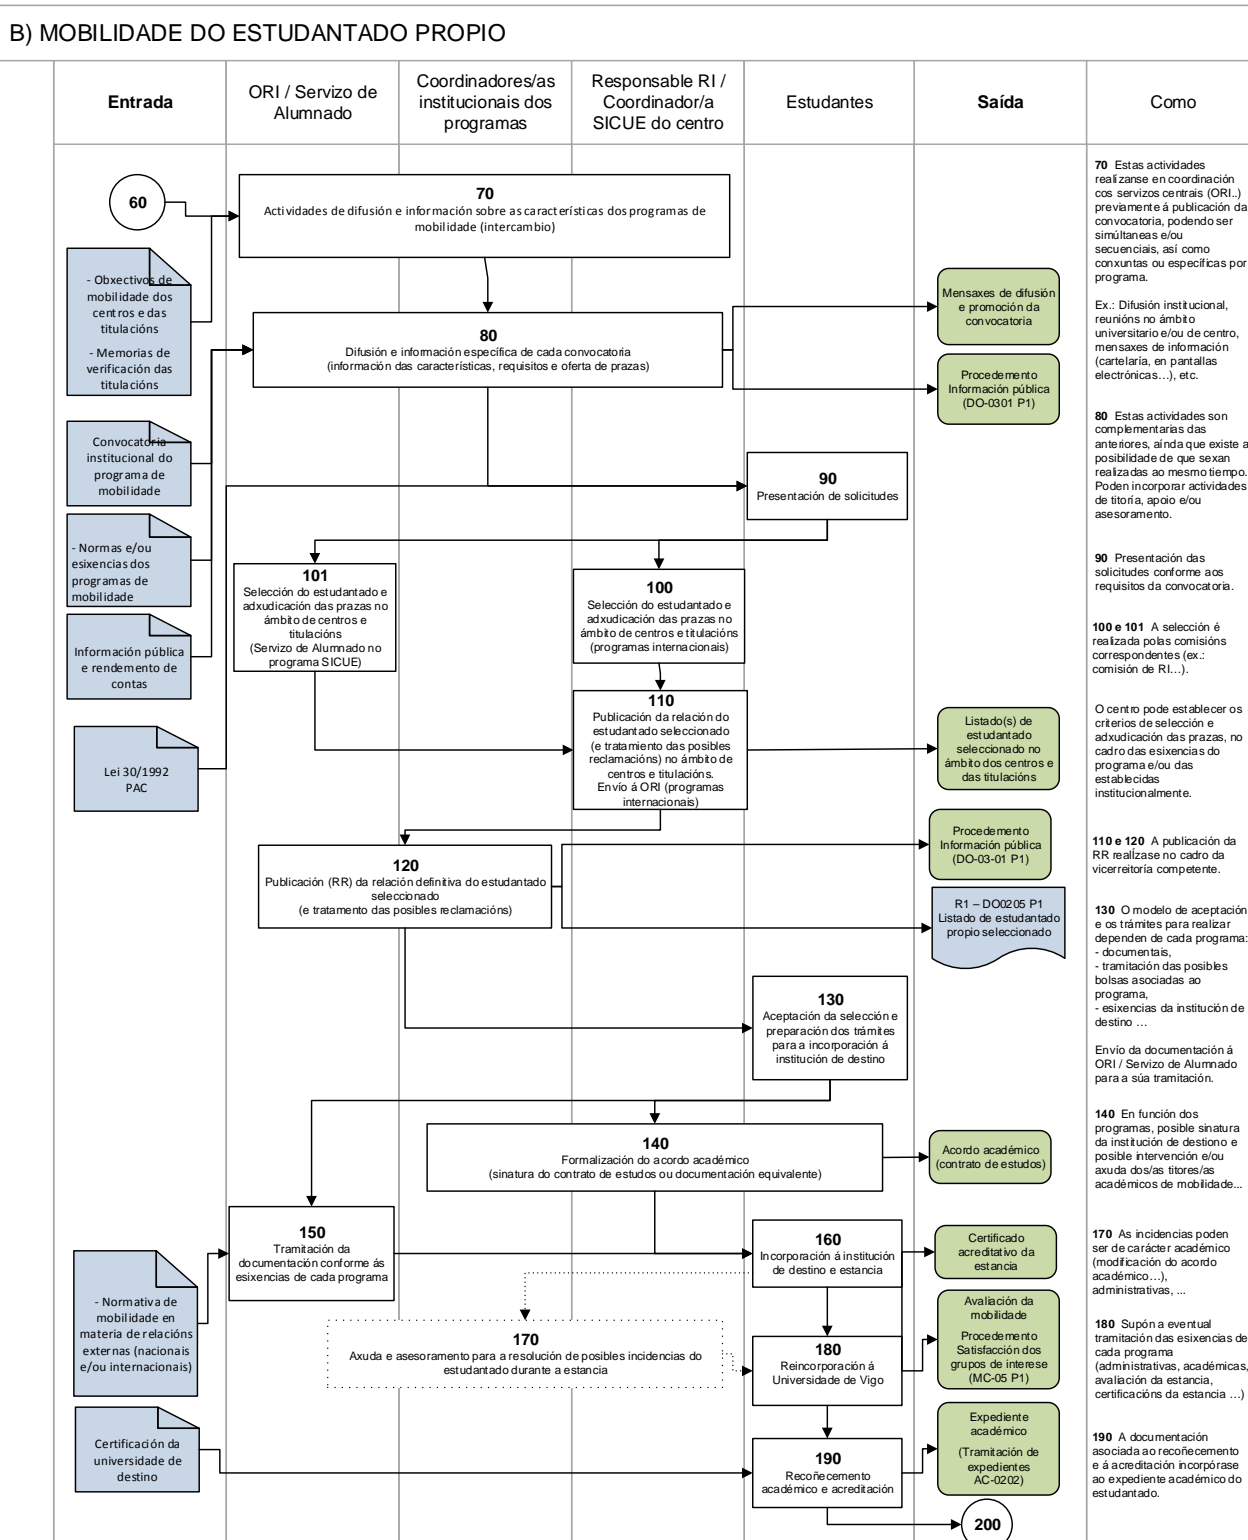 B) MOBILIDADE DO ESTUDANTADO PROPIO
Entrada
ORI / Servizo de
Alumnado
Coordinadores/as
institucionais dos
programas
Responsable RI /
Coordinador/a
SICUE do centro
Estudantes
Saída
Como
60
70
Actividades de difusión e información sobre as características dos programas de
mobilidade (intercambio)
- Obxectivos de
mobilidade dos
centros e das
titulacións
- Memorias de
verificación das
titulacións
80
Difusión e información específica de cada convocatoria
(información das características, requisitos e oferta de prazas)
Mensaxes de difusión
e promoción da
convocatoria
Procedemento
Información pública
(DO-0301 P1)
Convocatoria
institucional do
programa de
mobilidade
90
Presentación de solicitudes
- Normas e/ou
esixencias dos
programas de
mobilidade
101
Selección do estudantado e
adxudicación das prazas no
ámbito de centros e
titulacións
(Servizo de Alumnado no
programa SICUE)
100
Selección do estudantado e
adxudicación das prazas no
ámbito de centros e titulacións
(programas internacionais)
Información pública
e rendemento de
contas
110
Publicación da relación do
estudantado seleccionado
(e tratamiento das posibles
reclamacións) no ámbito de
centros e titulacións.
Envío á ORI (programas
internacionais)
Listado(s) de
estudantado
seleccionado no
ámbito dos centros e
das titulacións
Lei 30/1992
PAC
120
Publicación (RR) da relación definitiva do estudantado
seleccionado
(e tratamento das posibles reclamacións)
Procedemento
Información pública
(DO-03-01 P1)
R1 – DO0205 P1
Listado de estudantado
propio seleccionado
130
Aceptación da selección e
preparación dos trámites
para a incorporación á
institución de destino
140
Formalización do acordo académico
(sinatura do contrato de estudos ou documentación equivalente)
Acordo académico
(contrato de estudos)
150
Tramitación da
documentación conforme ás
esixencias de cada programa
160
Incorporación á institución
de destino e estancia
Certificado
acreditativo da
estancia
- Normativa de
mobilidade en
materia de relacións
externas (nacionais
e/ou internacionais)
170
Axuda e asesoramento para a resolución de posibles incidencias do
estudantado durante a estancia
180
Reincorporación á
Universidade de Vigo
Avaliación da
mobilidade
Procedemento
Satisfacción dos
grupos de interese
(MC-05 P1)
Certificación da
universidade de
destino
190
Recoñecemento
académico e acreditación
Expediente
académico
(Tramitación de
expedientes
AC-0202)
200
70 Estas actividades
realízanse en coordinación
cos servizos centrais (ORI..)
previamente á publicación da
convocatoria, podendo ser
simúltaneas e/ou
secuenciais, así como
conxuntas ou específicas por
programa.
Ex.: Difusión institucional,
reunións no ámbito
universitario e/ou de centro,
mensaxes de información
(cartelaría, en pantallas
electrónicas...), etc.
80 Estas actividades son
complementarias das
anteriores, aínda que existe a
posibilidade de que sexan
realizadas ao mesmo tiempo.
Poden incorporar actividades
de titoría, apoio e/ou
asesoramento.
90 Presentación das
solicitudes conforme aos
requisitos da convocatoria.
100 e 101 A selección é
realizada polas comisións
correspondentes (ex.:
comisión de RI...).
O centro pode establecer os
criterios de selección e
adxudicación das prazas, no
cadro das esixencias do
programa e/ou das
establecidas
institucionalmente.
110 e 120 A publicación da
RR realÍzase no cadro da
vicerreitoría competente.
130 O modelo de aceptación
e os trámites para realizar
dependen de cada programa:
- documentais,
- tramitación das posibles
bolsas asociadas ao
programa,
- esixencias da institución de
destino ...
Envío da documentación á
ORI / Servizo de Alumnado
para a súa tramitación.
140 En función dos
programas, posible sinatura
da institución de destiono e
posible intervención e/ou
axuda dos/as titores/as
académicos de mobilidade...
170 As incidencias poden
ser de carácter académico
(modificación do acordo
académico...),
administrativas, ...
180 Supón a eventual
tramitación das esixencias de
cada programa
(administrativas, académicas,
avaliación da estancia,
certificacións da estancia ...)
190 A documentación
asociada ao recoñecemento
e á acreditación incorpórase
ao expediente académico do
estudantado.